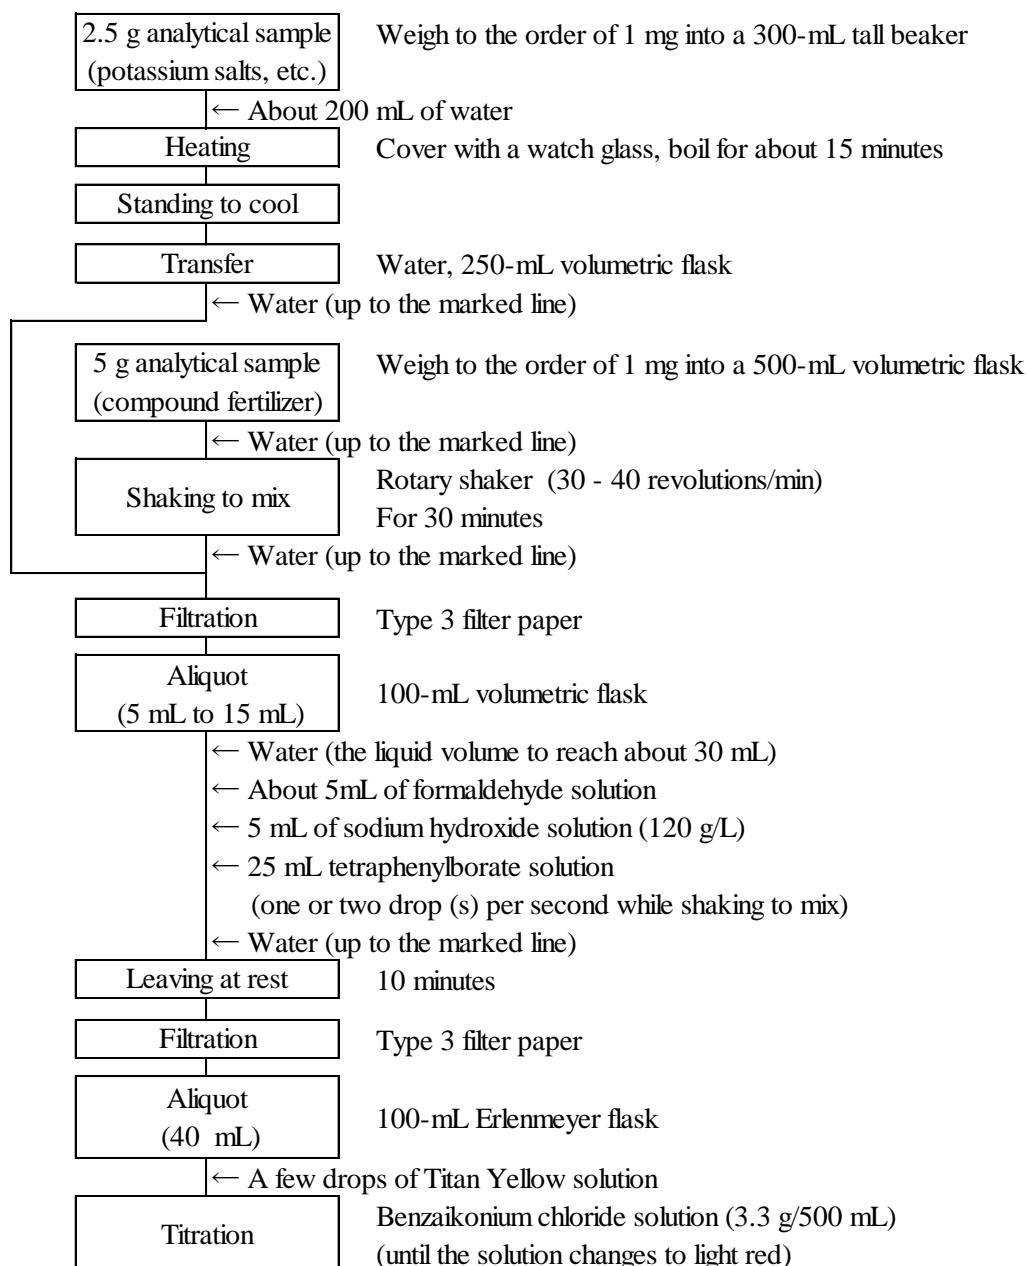 2.5 g analytical sample
(potassium salts, etc.)
Weigh to the order of 1 mg into a 300-mL tall beaker
← About 200 mL of water
Heating
Cover with a watch glass, boil for about 15 minutes
Standing to cool
Transfer
Water, 250-mL volumetric flask
← Water (up to the marked line)
5 g analytical sample
(compound fertilizer)
Weigh to the order of 1 mg into a 500-mL volumetric flask
← Water (up to the marked line)
Shaking to mix
Rotary shaker (30 - 40 revolutions/min)
For 30 minutes
← Water (up to the marked line)
Filtration
Type 3 filter paper
Aliquot
(5 mL to 15 mL)
100-mL volumetric flask
← Water (the liquid volume to reach about 30 mL)
← About 5mL of formaldehyde solution
← 5 mL of sodium hydroxide solution (120 g/L)
← 25 mL tetraphenylborate solution
(one or two drop (s) per second while shaking to mix)
← Water (up to the marked line)
Leaving at rest
10 minutes
Filtration
Type 3 filter paper
Aliquot
(40 mL)
100-mL Erlenmeyer flask
← A few drops of Titan Yellow solution
Titration
Benzaikonium chloride solution (3.3 g/500 mL)
(until the solution changes to light red)